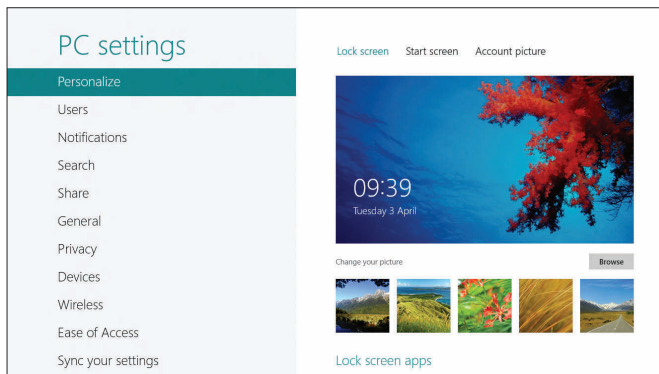 PC settings
Personalize
Users
Notifications
Search
Share
General
Privacy
Devices
Wireless
Ease of Access
Sync your settings
Lock screen Start screen Account picture
09:39
Tuesday 3 April
Change your picture
Browse
Lock screen apps